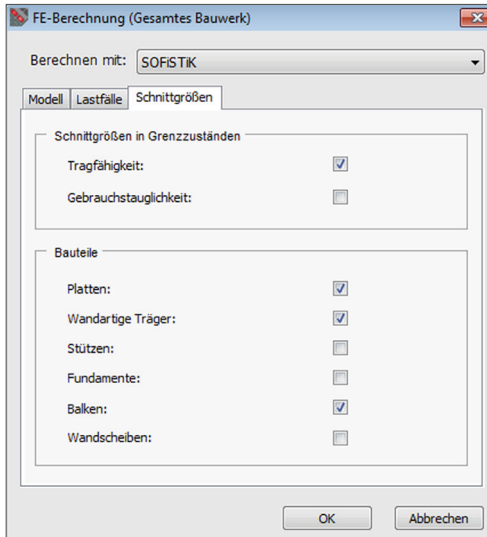 FE-Berechnung (Gesamtes Bauwerk)
Berechnen mit: SOFiSTiK
Modell Lastfälle Schnittgrößen
Schnittgrößen in Grenzzuständen
Tragfähigkeit:
Gebrauchstauglichkeit:
Bauteile
Platten:
Wandartige Träger:
Stützen:
Fundamente:
Balken:
Wandscheiben:
OK Abbrechen